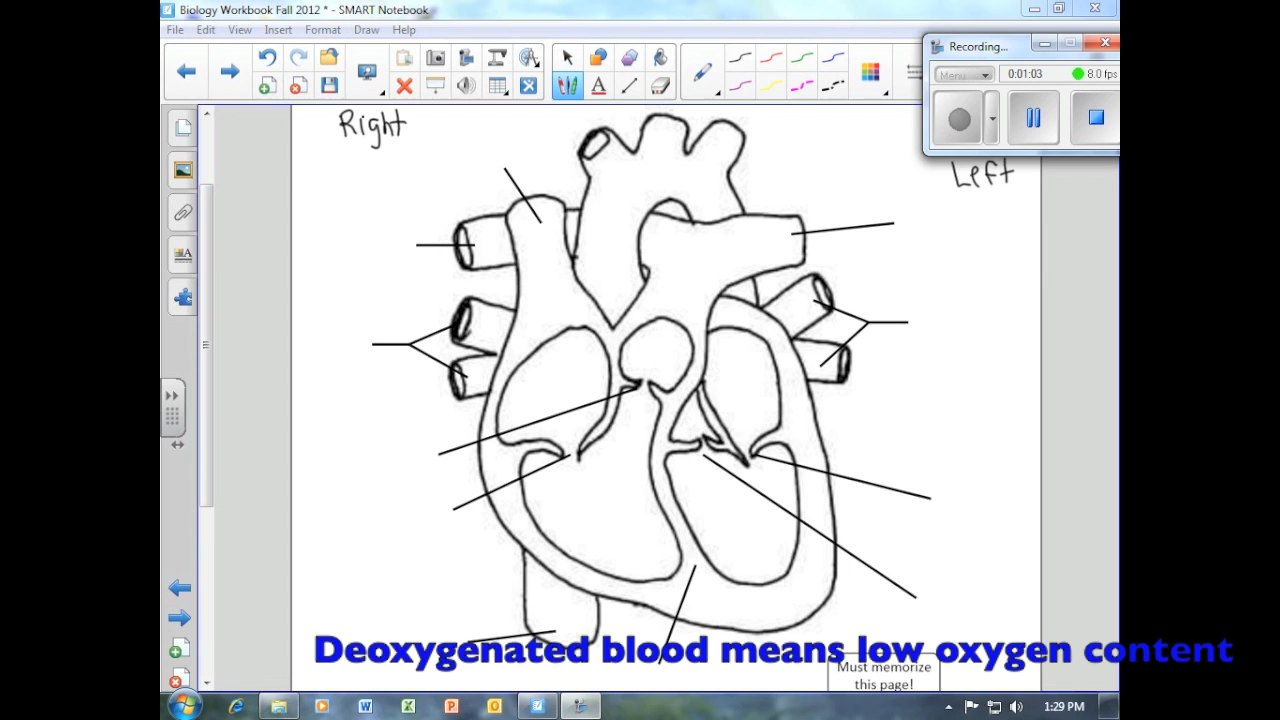 Biology Workbook Fall 2012 * - SMART Notebook
File Edit View Insert Format Draw Help
Recording...
Menu
0:01:03
8.0 fps
Right
Left
Deoxygenated blood means low oxygen content
Must memorize
this page!
1:29 PM